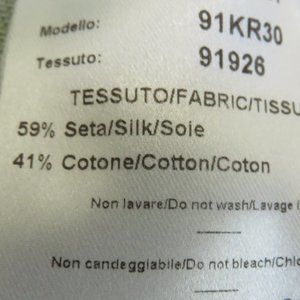 Modello: 91KR30
Tessuto: 91926
TESSUTO/FABRIC/TISSU
59% Seta/Silk/Soie
41% Cotone/Cotton/Coton
Non lavare/Do not wash/Lavage
Non candeggiabile/Do not bleach/Chlo